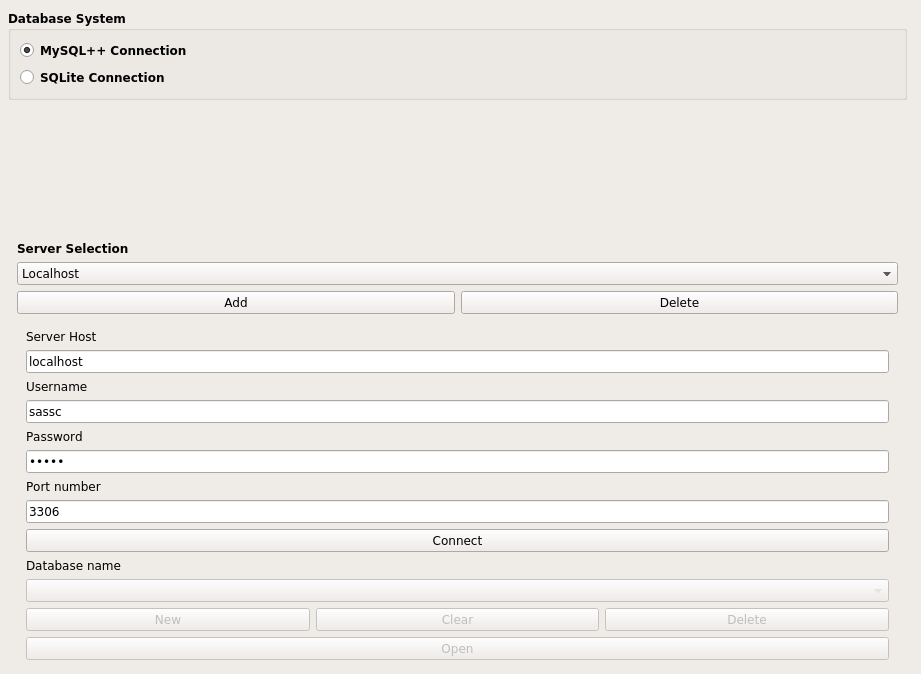 Database System
MySQL++ Connection
SQLite Connection
Server Selection
Localhost
Add Delete
Server Host
localhost
Username
sassc
Password
•••••
Port number
3306
Connect
Database name
New Clear Delete
Open